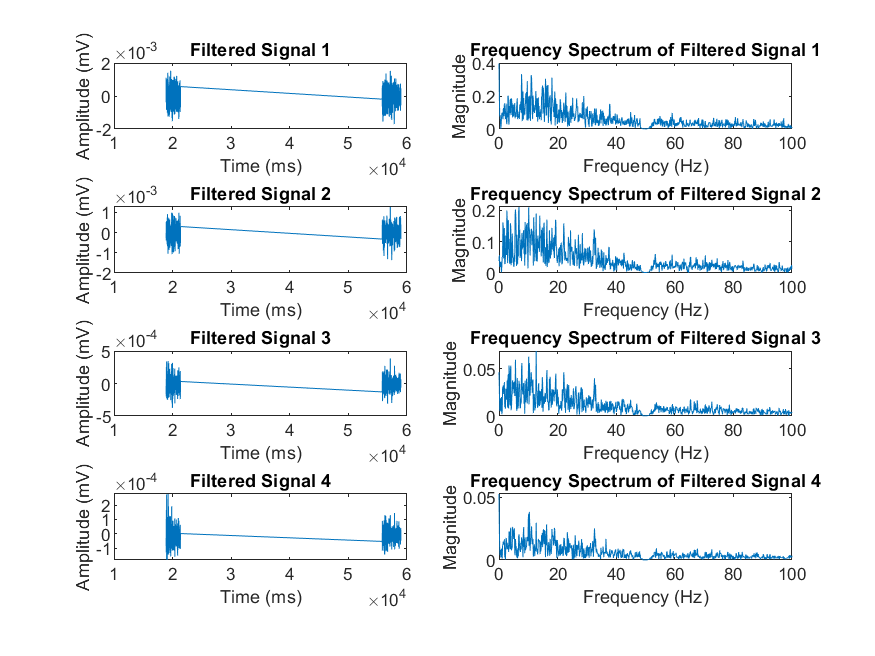 Filtered Signal 1
×10-3
Amplitude (mV)
2
0
-2
1 2 3 4 5 6
Time (ms)
×104
Frequency Spectrum of Filtered Signal 1
Magnitude
0.4
0.2
0
0 20 40 60 80 100
Frequency (Hz)
Filtered Signal 2
×10-3
Amplitude (mV)
1
0
-1
-2
1 2 3 4 5 6
Time (ms)
×104
Frequency Spectrum of Filtered Signal 2
Magnitude
0.2
0.1
0
0 20 40 60 80 100
Frequency (Hz)
Filtered Signal 3
×10-4
Amplitude (mV)
5
0
-5
1 2 3 4 5 6
Time (ms)
×104
Frequency Spectrum of Filtered Signal 3
Magnitude
0.05
0
0 20 40 60 80 100
Frequency (Hz)
Filtered Signal 4
×10-4
Amplitude (mV)
2
1
0
-1
1 2 3 4 5 6
Time (ms)
×104
Frequency Spectrum of Filtered Signal 4
Magnitude
0.05
0
0 20 40 60 80 100
Frequency (Hz)